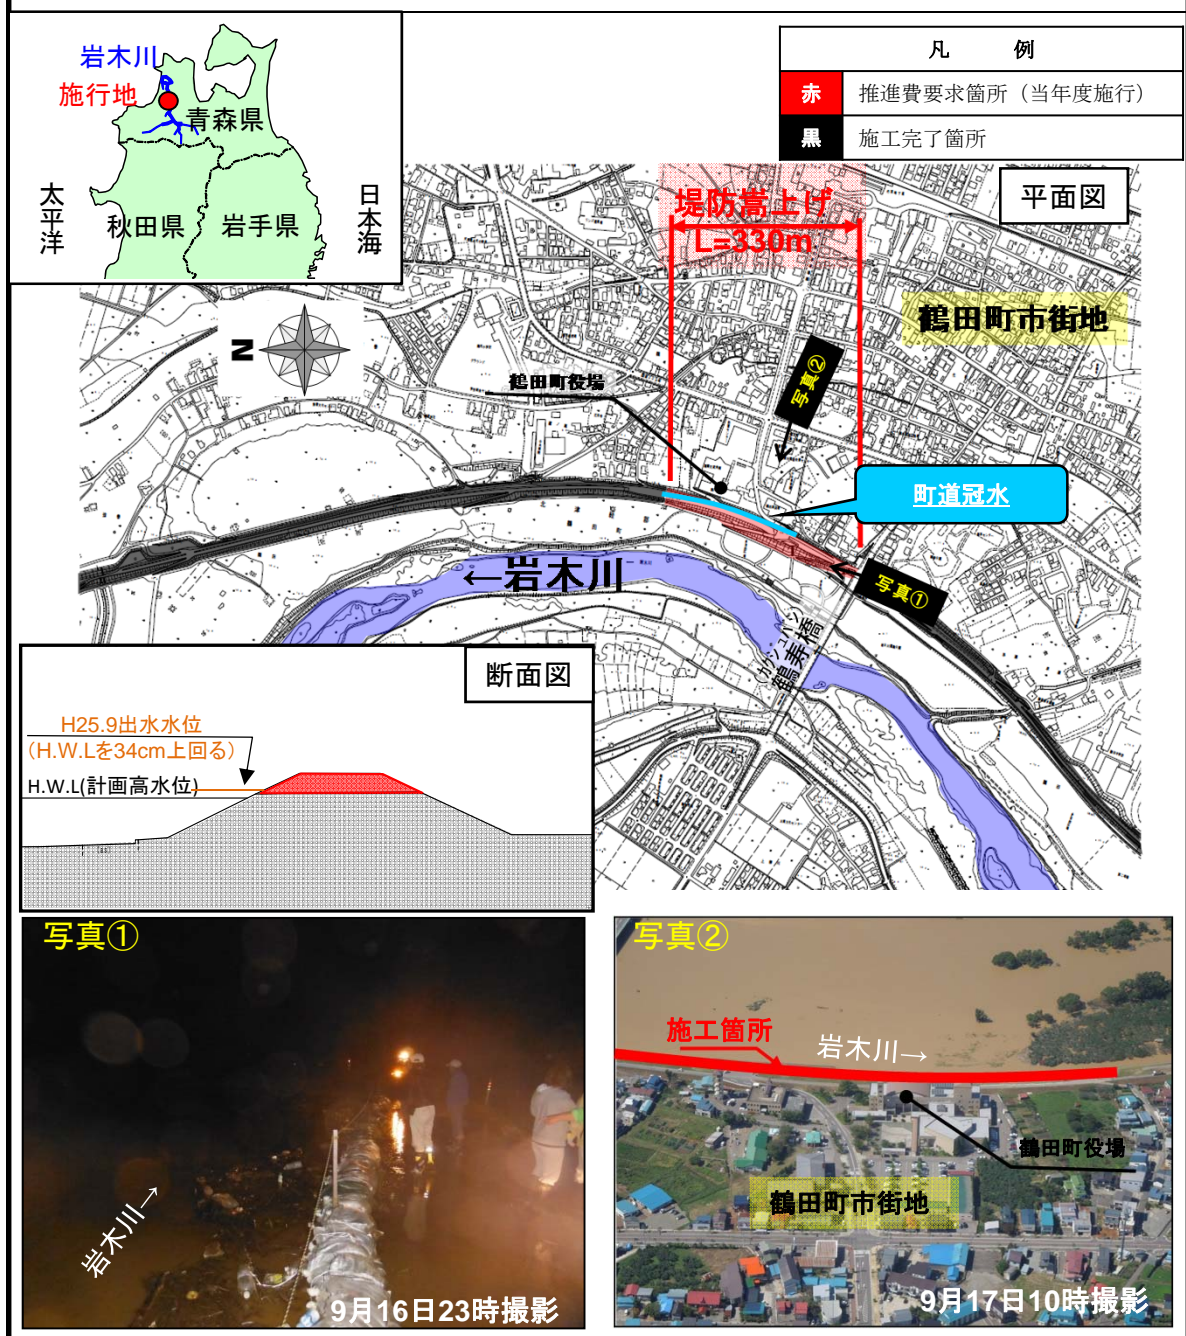 岩木川
施行地
青森県
太平洋
秋田県
岩手県
日本海
凡　例
赤 推進費要求箇所（当年度施行）
黒 施工完了箇所
平面図
堤防嵩上げ
L=330m
鶴田町市街地
N
写真②
鶴田町役場
町道冠水
←岩木川
写真①
(カクジュバシ)
鶴寿橋
断面図
H25.9出水水位
（H.W.Lを34cm上回る）
H.W.L(計画高水位)
写真①
岩木川→
9月16日23時撮影
写真②
施工箇所
岩木川→
鶴田町役場
鶴田町市街地
9月17日10時撮影